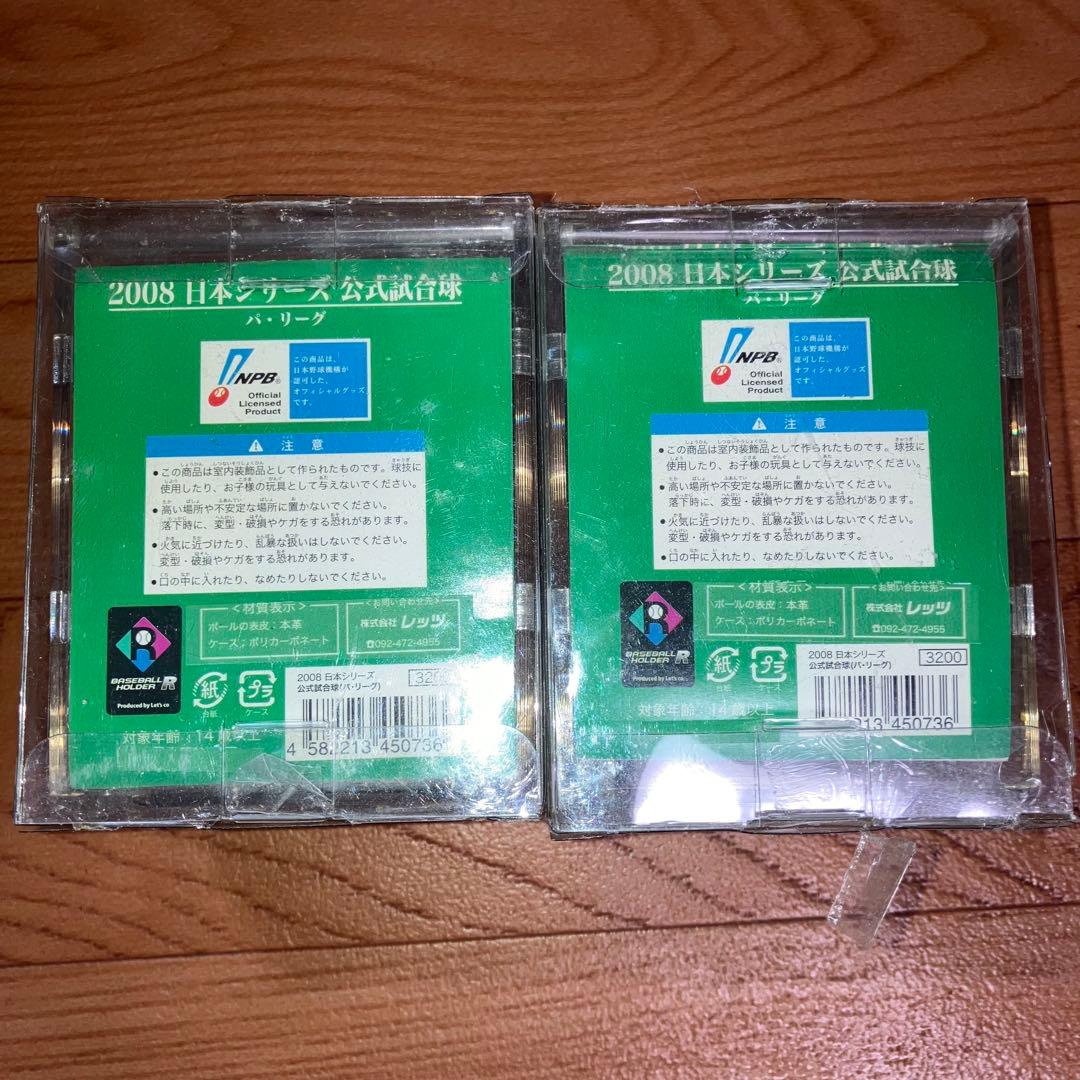 2008 日本シリーズ 公式試合球
パ・リーグ
NPB®
Official
Licensed
Product
この商品は、
日本野球機構が
認可した、
オフィシャルグッズ
です。
注意
●この商品は室内装飾品として作られたものです。球技に
使用したり、お子様の玩具として与えないでください。
●高い場所や不安定な場所に置かないでください。
落下時に、変型・破損やケガをする恐れがあります。
●火気に近づけたり、乱暴な扱いはしないでください。
変型・破損やケガをする恐れがあります。
●口の中に入れたり、なめたりしないでください。
BASEBALL
HOLDER R
Produced by Let's co
<材質表示>
ボールの表皮:本革
ケース:ポリカーボネート
<お問い合わせ先>
株式会社 レッツ
☎092-472-4955
紙
台紙
プラ
ケース
2008 日本シリーズ
公式試合球(パ・リーグ)
320
対象年齢:14歳以上
4 582213 450736
2008 日本シリーズ 公式試合球
パ・リーグ
NPB®
Official
Licensed
Product
この商品は、
日本野球機構が
認可した、
オフィシャルグッズ
です。
注意
●この商品は室内装飾品として作られたものです。球技に
使用したり、お子様の玩具として与えないでください。
●高い場所や不安定な場所に置かないでください。
落下時に、変型・破損やケガをする恐れがあります。
●火気に近づけたり、乱暴な扱いはしないでください。
変型・破損やケガをする恐れがあります。
●口の中に入れたり、なめたりしないでください。
BASEBALL
HOLDER R
Produced by Let's co
<材質表示>
ボールの表皮:本革
ケース:ポリカーボネート
<お問い合わせ先>
株式会社 レッツ
☎092-472-4955
紙
台紙
プラ
ケース
2008 日本シリーズ
公式試合球(パ・リーグ)
3200
対象年齢:14歳以上
213 450736